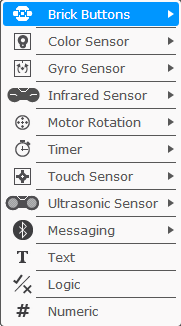 Brick Buttons
Color Sensor
Gyro Sensor
Infrared Sensor
Motor Rotation
Timer
Touch Sensor
Ultrasonic Sensor
Messaging
T Text
Logic
# Numeric